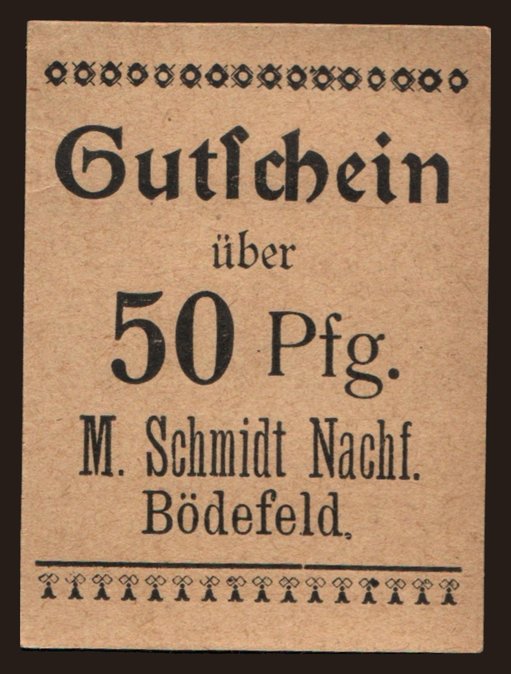 Gutſchein
über
50 Pfg.
M. Schmidt Nachf.
Bödefeld.